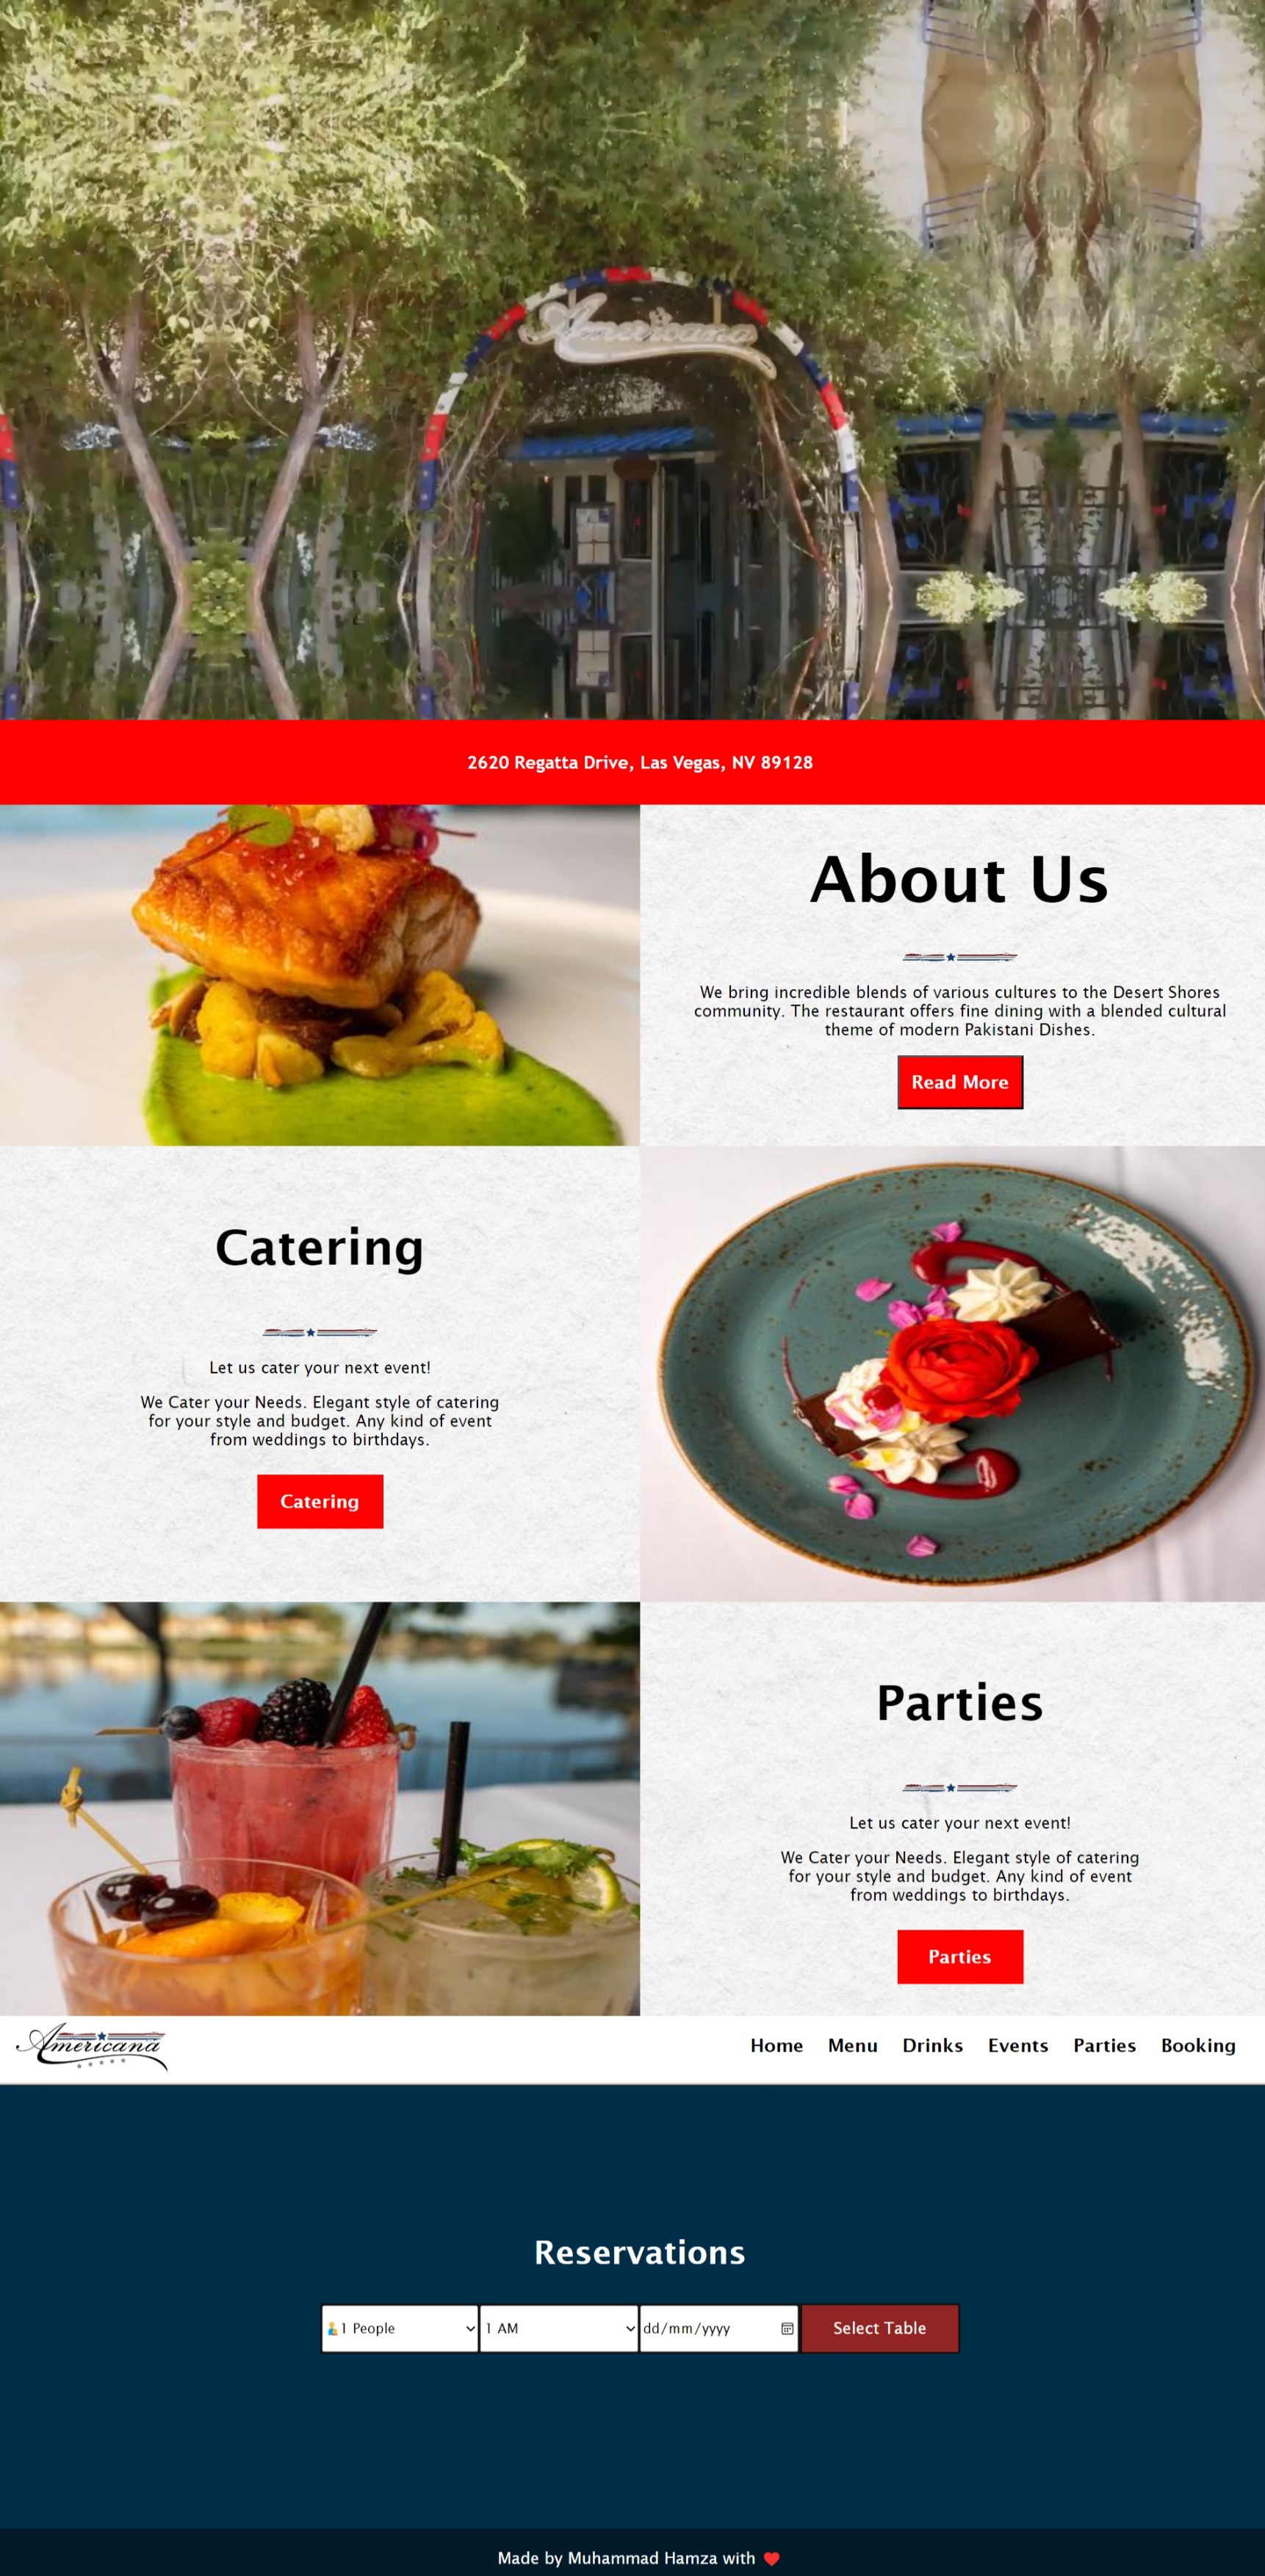 Americana
2620 Regatta Drive, Las Vegas, NV 89128
About Us
We bring incredible blends of various cultures to the Desert Shores
community. The restaurant offers fine dining with a blended cultural
theme of modern Pakistani Dishes.
Read More
Catering
Let us cater your next event!
We Cater your Needs. Elegant style of catering
for your style and budget. Any kind of event
from weddings to birthdays.
Catering
Parties
Let us cater your next event!
We Cater your Needs. Elegant style of catering
for your style and budget. Any kind of event
from weddings to birthdays.
Parties
Americana
Home Menu Drinks Events Parties Booking
Reservations
1 People 1 AM dd/mm/yyyy Select Table
Made by Muhammad Hamza with ❤